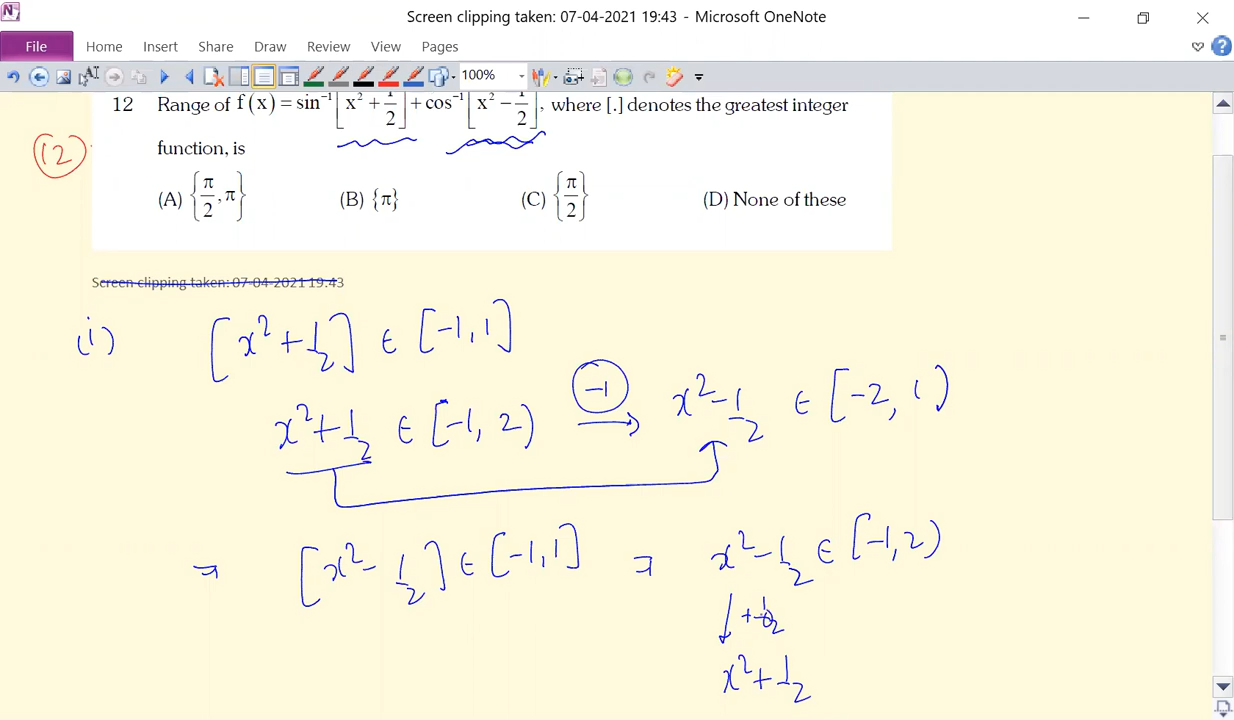 Screen clipping taken: 07-04-2021 19:43 - Microsoft OneNote
File Home Insert Share Draw Review View Pages
100%
12 Range of f(x) = sin⁻¹[x² + 1/2] + cos⁻¹[x² − 1/2], where [.] denotes the greatest integer
function, is
(12)
(A) {π/2, π} (B) {π} (C) {π/2} (D) None of these
Screen clipping taken: 07-04-2021 19:43
(i) [x² + 1/2] ∈ [-1, 1]
x² + 1/2 ∈ [-1, 2) -1 → x² - 1/2 ∈ [-2, 1)
⇒ [x² - 1/2] ∈ [-1, 1] ⇒ x² - 1/2 ∈ [-1, 2)
x² + 1/2